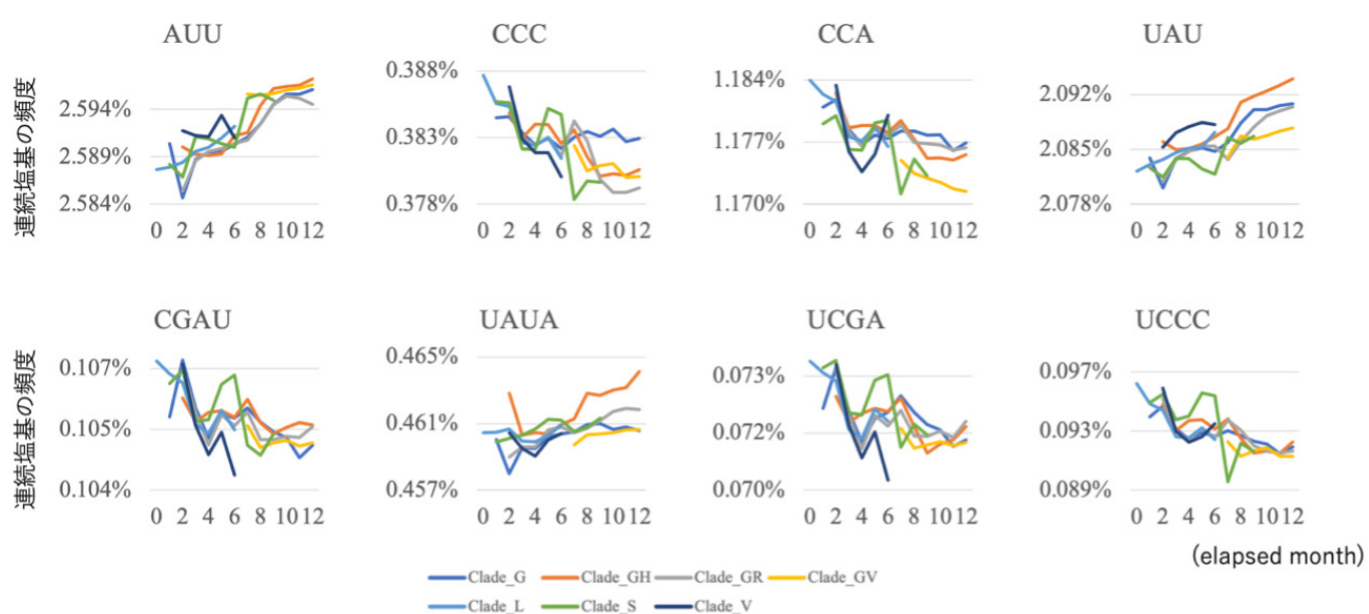 AUU
CCC
CCA
UAU
連続塩基の頻度
2.594%
2.589%
2.584%
0 2 4 6 8 10 12
0.388%
0.383%
0.378%
0 2 4 6 8 10 12
1.184%
1.177%
1.170%
0 2 4 6 8 10 12
2.092%
2.085%
2.078%
0 2 4 6 8 10 12
CGAU
UAUA
UCGA
UCCC
連続塩基の頻度
0.107%
0.105%
0.104%
0 2 4 6 8 10 12
0.465%
0.461%
0.457%
0 2 4 6 8 10 12
0.073%
0.072%
0.070%
0 2 4 6 8 10 12
0.097%
0.093%
0.089%
0 2 4 6 8 10 12
(elapsed month)
Clade_G Clade_GH Clade_GR Clade_GV
Clade_L Clade_S Clade_V